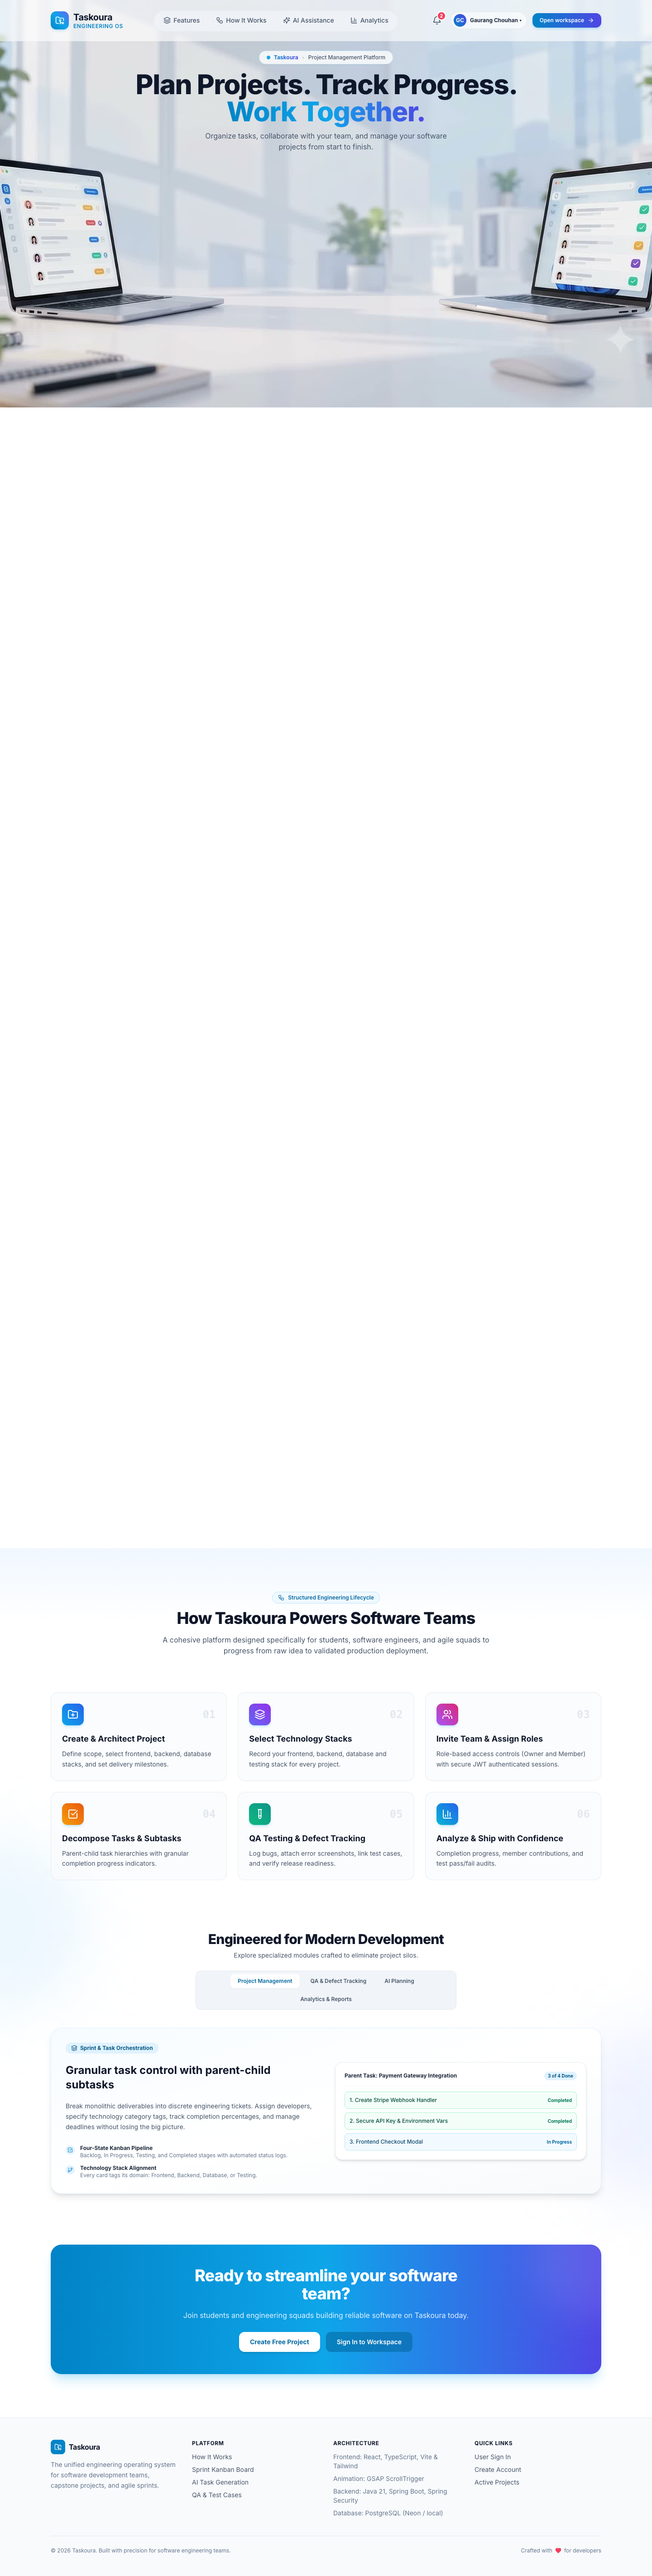 Taskoura
ENGINEERING OS
Features
How It Works
AI Assistance
Analytics
2
GC
Gaurang Chouhan
Open workspace
Taskoura · Project Management Platform
Plan Projects. Track Progress.
Work Together.
Organize tasks, collaborate with your team, and manage your software
projects from start to finish.
Structured Engineering Lifecycle
How Taskoura Powers Software Teams
A cohesive platform designed specifically for students, software engineers, and agile squads to
progress from raw idea to validated production deployment.
01
Create & Architect Project
Define scope, select frontend, backend, database
stacks, and set delivery milestones.
02
Select Technology Stacks
Record your frontend, backend, database and
testing stack for every project.
03
Invite Team & Assign Roles
Role-based access controls (Owner and Member)
with secure JWT authenticated sessions.
04
Decompose Tasks & Subtasks
Parent-child task hierarchies with granular
completion progress indicators.
05
QA Testing & Defect Tracking
Log bugs, attach error screenshots, link test cases,
and verify release readiness.
06
Analyze & Ship with Confidence
Completion progress, member contributions, and
test pass/fail audits.
Engineered for Modern Development
Explore specialized modules crafted to eliminate project silos.
Project Management
QA & Defect Tracking
AI Planning
Analytics & Reports
Sprint & Task Orchestration
Granular task control with parent-child
subtasks
Break monolithic deliverables into discrete engineering tickets. Assign developers,
specify technology category tags, track completion percentages, and manage
deadlines without losing the big picture.
Four-State Kanban Pipeline
Backlog, In Progress, Testing, and Completed stages with automated status logs.
Technology Stack Alignment
Every card tags its domain: Frontend, Backend, Database, or Testing.
Parent Task: Payment Gateway Integration
3 of 4 Done
1. Create Stripe Webhook Handler
Completed
2. Secure API Key & Environment Vars
Completed
3. Frontend Checkout Modal
In Progress
Ready to streamline your software
team?
Join students and engineering squads building reliable software on Taskoura today.
Create Free Project
Sign In to Workspace
Taskoura
The unified engineering operating system
for software development teams,
capstone projects, and agile sprints.
PLATFORM
How It Works
Sprint Kanban Board
AI Task Generation
QA & Test Cases
ARCHITECTURE
Frontend: React, TypeScript, Vite &
Tailwind
Animation: GSAP ScrollTrigger
Backend: Java 21, Spring Boot, Spring
Security
Database: PostgreSQL (Neon / local)
QUICK LINKS
User Sign In
Create Account
Active Projects
© 2026 Taskoura. Built with precision for software engineering teams.
Crafted with ❤️ for developers